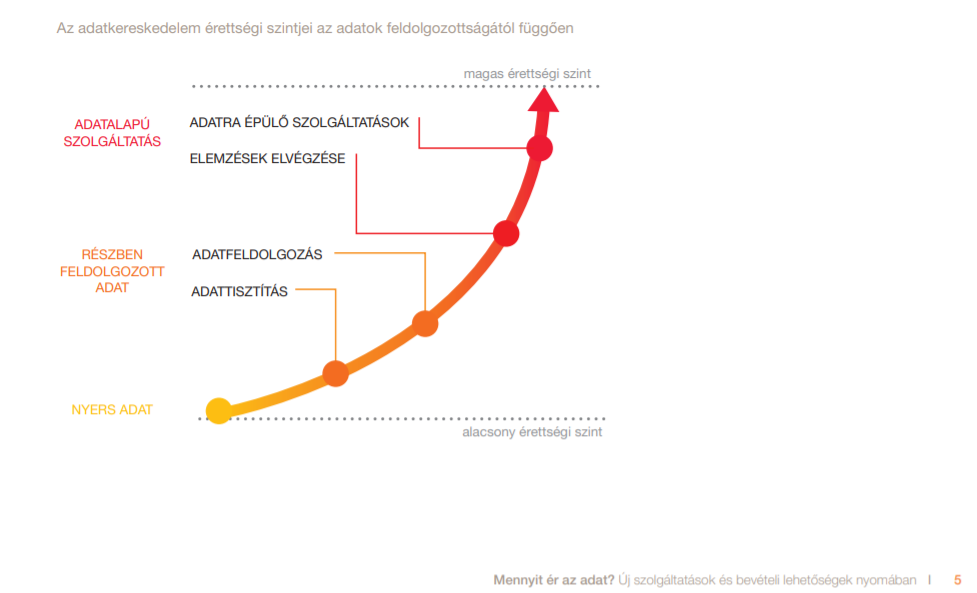 Az adatkereskedelem érettségi szintjei az adatok feldolgozottságától függően
magas érettségi szint
ADATALAPÚ
SZOLGÁLTATÁS
ADATRA ÉPÜLŐ SZOLGÁLTATÁSOK
ELEMZÉSEK ELVÉGZÉSE
RÉSZBEN
FELDOLGOZOTT
ADAT
ADATFELDOLGOZÁS
ADATTISZTÍTÁS
NYERS ADAT
alacsony érettségi szint
Mennyit ér az adat? Új szolgáltatások és bevételi lehetőségek nyomában | 5